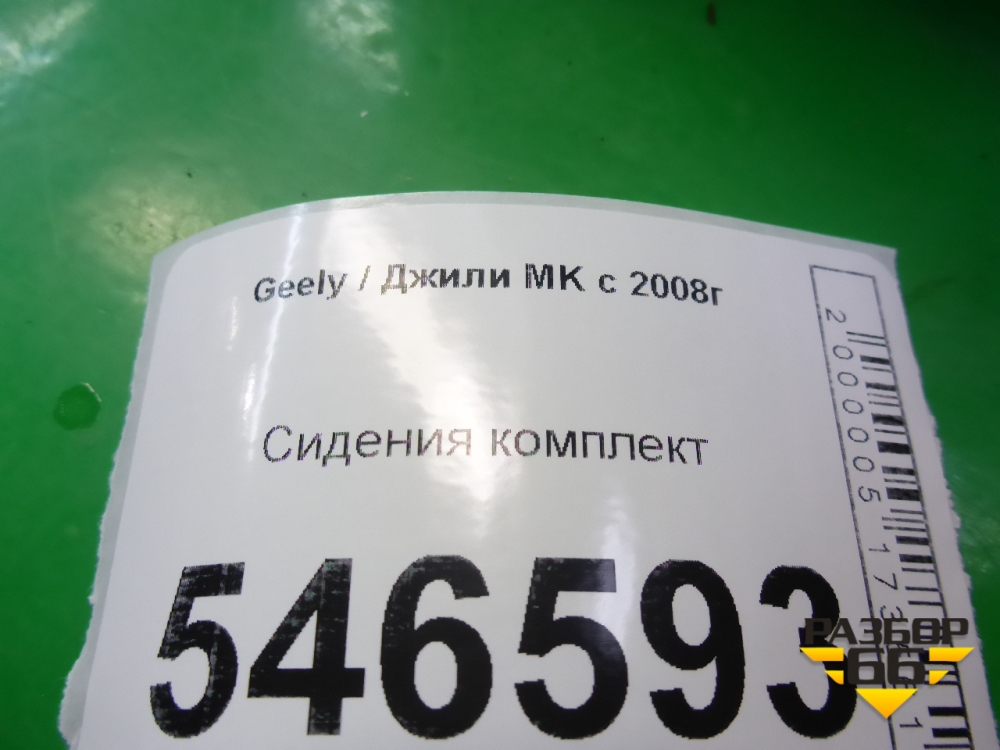 Geely / Джили МК с 2008г
Сидения комплект
546593
2000005173
РАЗБОР
66